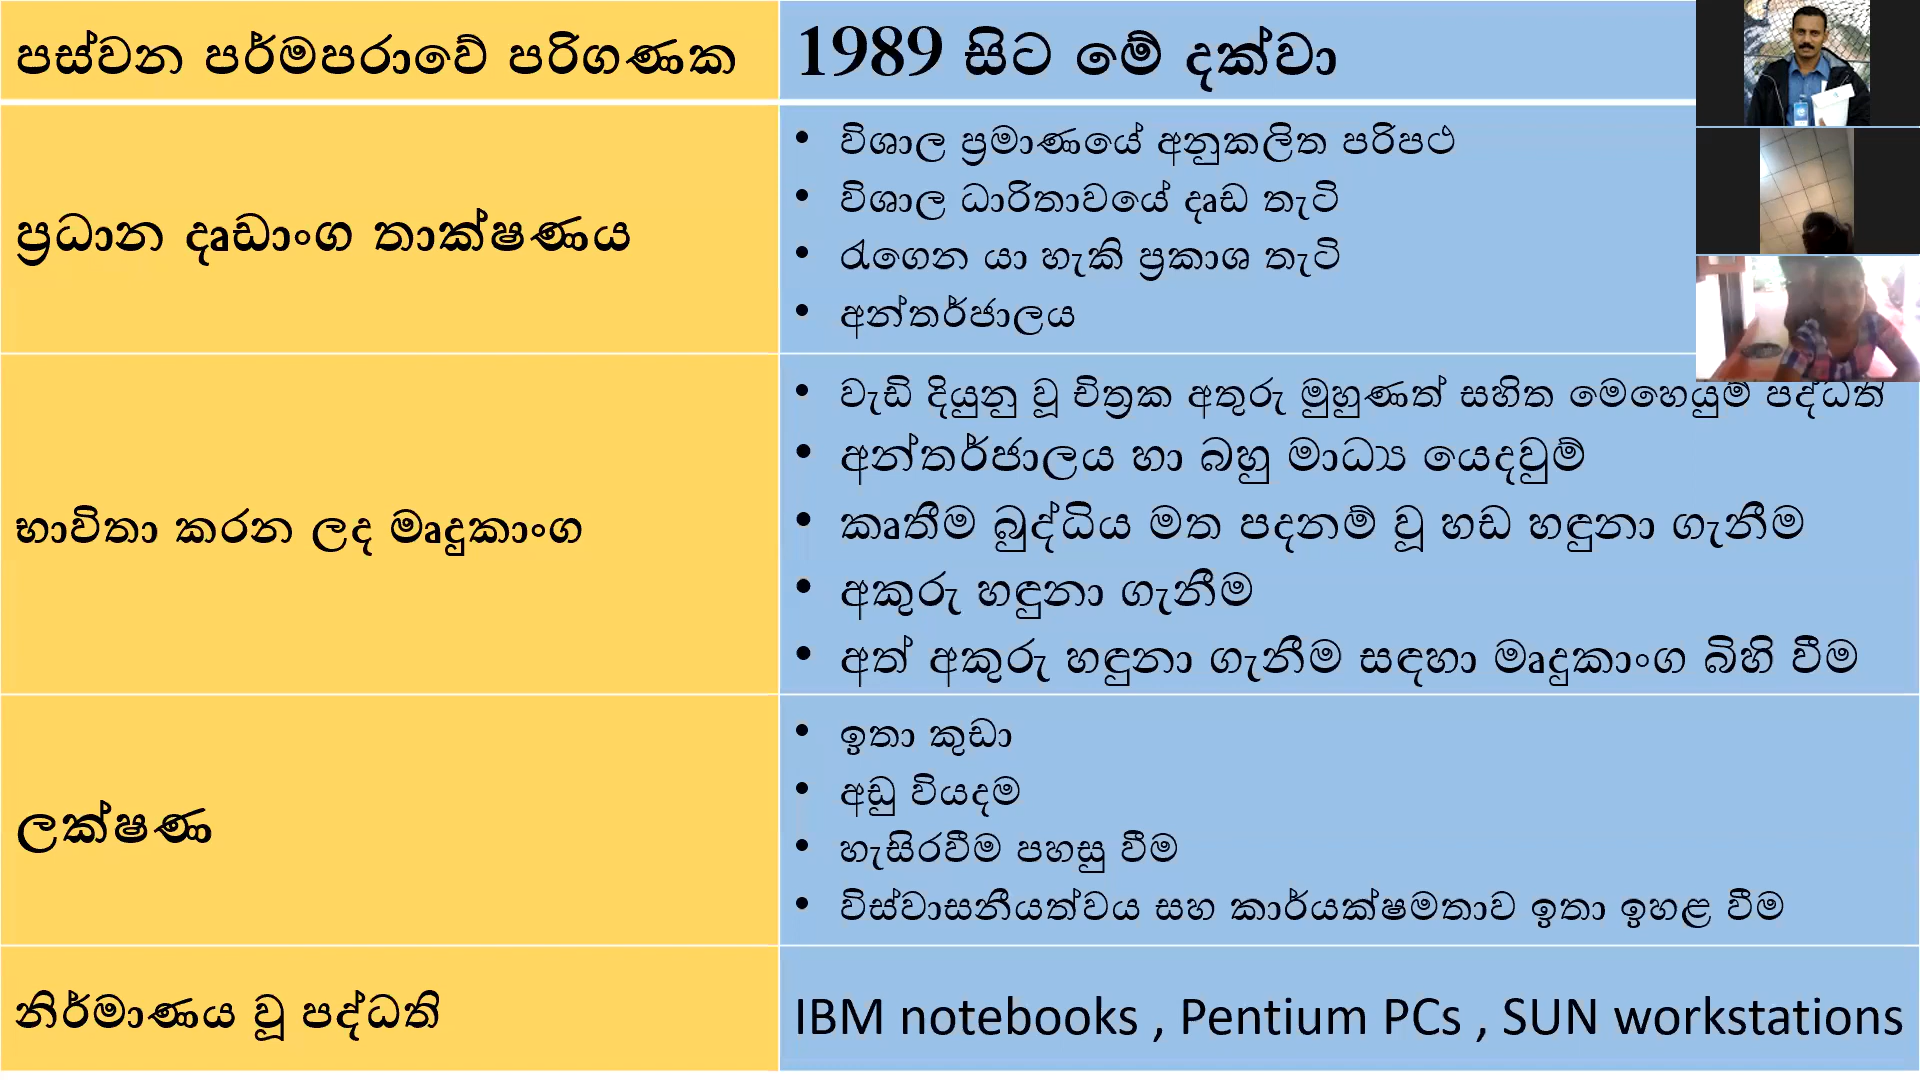 පස්වන පර්මපරාවේ පරිගණක
1989 සිට මේ දක්වා
ප්‍රධාන දෘඩාංග තාක්ෂණය
• විශාල ප්‍රමාණයේ අනුකලිත පරිපථ
• විශාල ධාරිතාවයේ දෘඩ තැටි
• රැගෙන යා හැකි ප්‍රකාශ තැටි
• අන්තර්ජාලය
භාවිතා කරන ලද මෘදුකාංග
• වැඩි දියුනු වූ චිත්‍රක අතුරු මුහුණත් සහිත මෙහෙයුම් පද්ධති
• අන්තර්ජාලය හා බහු මාධ්‍ය යෙදවුම්
• කෘතීම බුද්ධිය මත පදනම් වූ හඩ හඳුනා ගැනීම
• අකුරු හඳුනා ගැනීම
• අත් අකුරු හඳුනා ගැනීම සඳහා මෘදුකාංග බිහි වීම
ලක්ෂණ
• ඉතා කුඩා
• අඩු වියදම
• හැසිරවීම පහසු වීම
• විස්වාසනීයත්වය සහ කාර්යක්ෂමතාව ඉතා ඉහළ වීම
නිර්මාණය වූ පද්ධති
IBM notebooks , Pentium PCs , SUN workstations